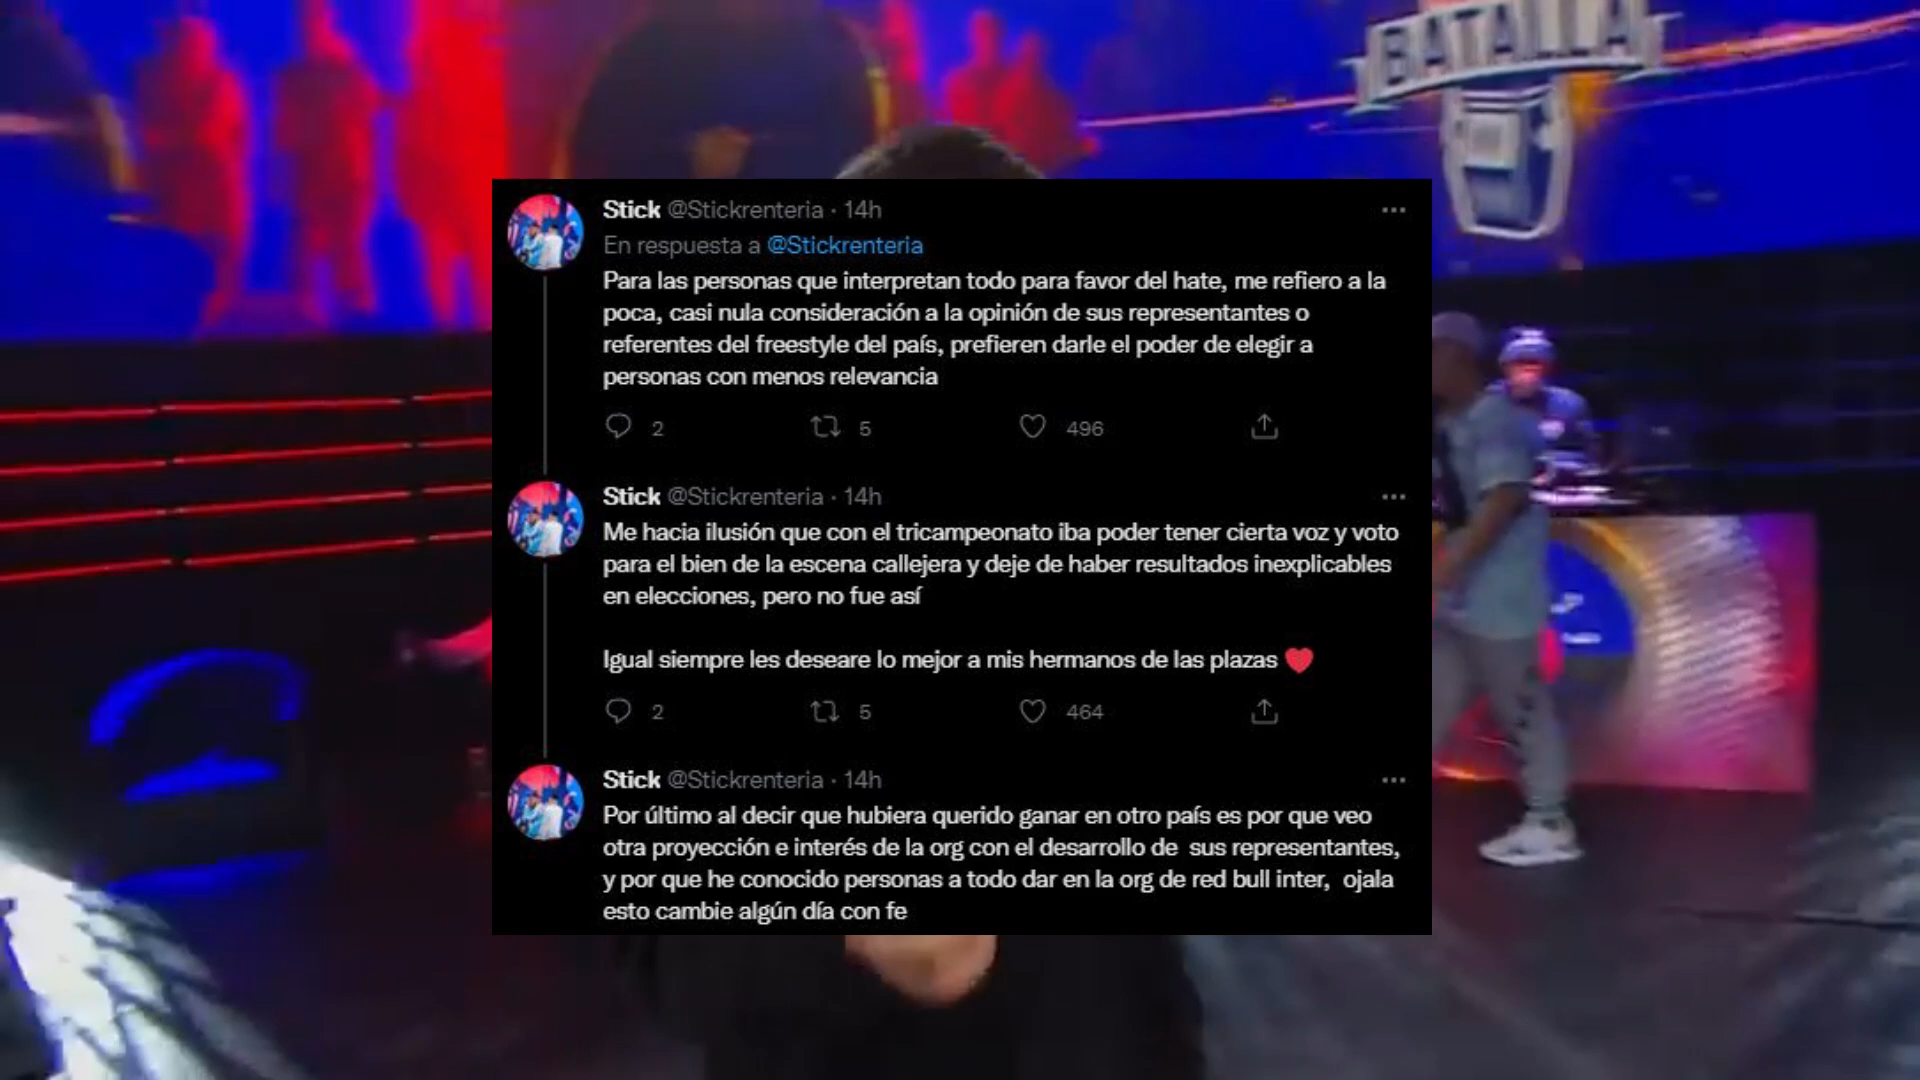 BATALLA
Stick @Stickrenteria · 14h
En respuesta a @Stickrenteria
Para las personas que interpretan todo para favor del hate, me refiero a la
poca, casi nula consideración a la opinión de sus representantes o
referentes del freestyle del país, prefieren darle el poder de elegir a
personas con menos relevancia
2 5 496
Stick @Stickrenteria · 14h
Me hacia ilusión que con el tricampeonato iba poder tener cierta voz y voto
para el bien de la escena callejera y deje de haber resultados inexplicables
en elecciones, pero no fue así
Igual siempre les deseare lo mejor a mis hermanos de las plazas ❤️
2 5 464
Stick @Stickrenteria · 14h
Por último al decir que hubiera querido ganar en otro país es por que veo
otra proyección e interés de la org con el desarrollo de sus representantes,
y por que he conocido personas a todo dar en la org de red bull inter, ojala
esto cambie algún día con fe